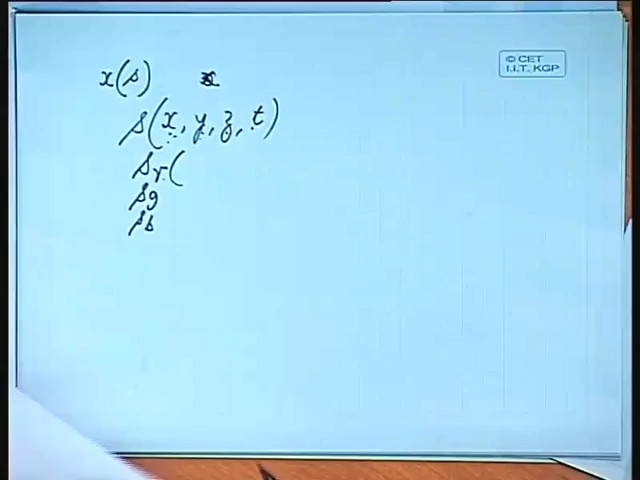 x(s)
© CET
I.I.T. KGP
s(x, y, z, t)
sr(
sg
sb